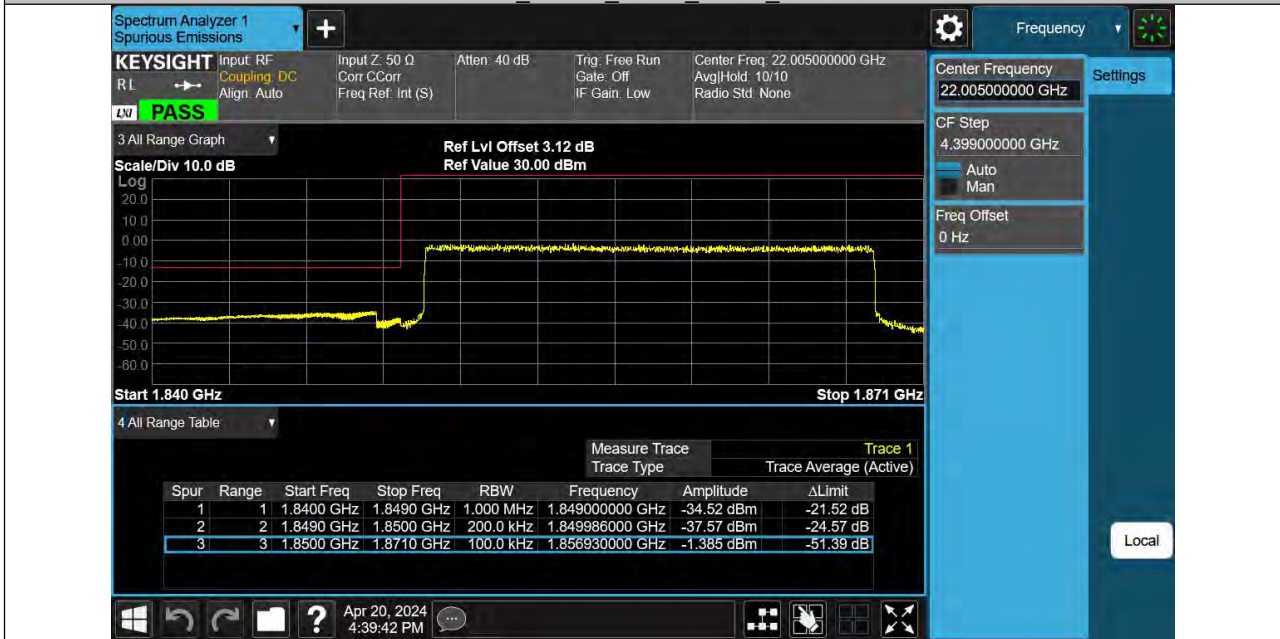 Spectrum Analyzer 1
Spurious Emissions
+
Frequency
KEYSIGHT
RL
LXI PASS
Input: RF
Coupling: DC
Align: Auto
Input Z: 50 Ω
Corr CCorr
Freq Ref: Int (S)
Atten: 40 dB
Trig: Free Run
Gate: Off
IF Gain: Low
Center Freq: 22.005000000 GHz
Avg|Hold: 10/10
Radio Std: None
Center Frequency
22.005000000 GHz
Settings
CF Step
4.399000000 GHz
Auto
Man
Freq Offset
0 Hz
3 All Range Graph
Scale/Div 10.0 dB
Ref Lvl Offset 3.12 dB
Ref Value 30.00 dBm
Log
20.0
10.0
0.00
-10.0
-20.0
-30.0
-40.0
-50.0
-60.0
Start 1.840 GHz
Stop 1.871 GHz
4 All Range Table
Measure Trace Trace 1
Trace Type Trace Average (Active)
Spur Range Start Freq Stop Freq RBW Frequency Amplitude ΔLimit
1 1 1.8400 GHz 1.8490 GHz 1.000 MHz 1.849000000 GHz -34.52 dBm -21.52 dB
2 2 1.8490 GHz 1.8500 GHz 200.0 kHz 1.849986000 GHz -37.57 dBm -24.57 dB
3 3 1.8500 GHz 1.8710 GHz 100.0 kHz 1.856930000 GHz -1.385 dBm -51.39 dB
Local
?
Apr 20, 2024
4:39:42 PM